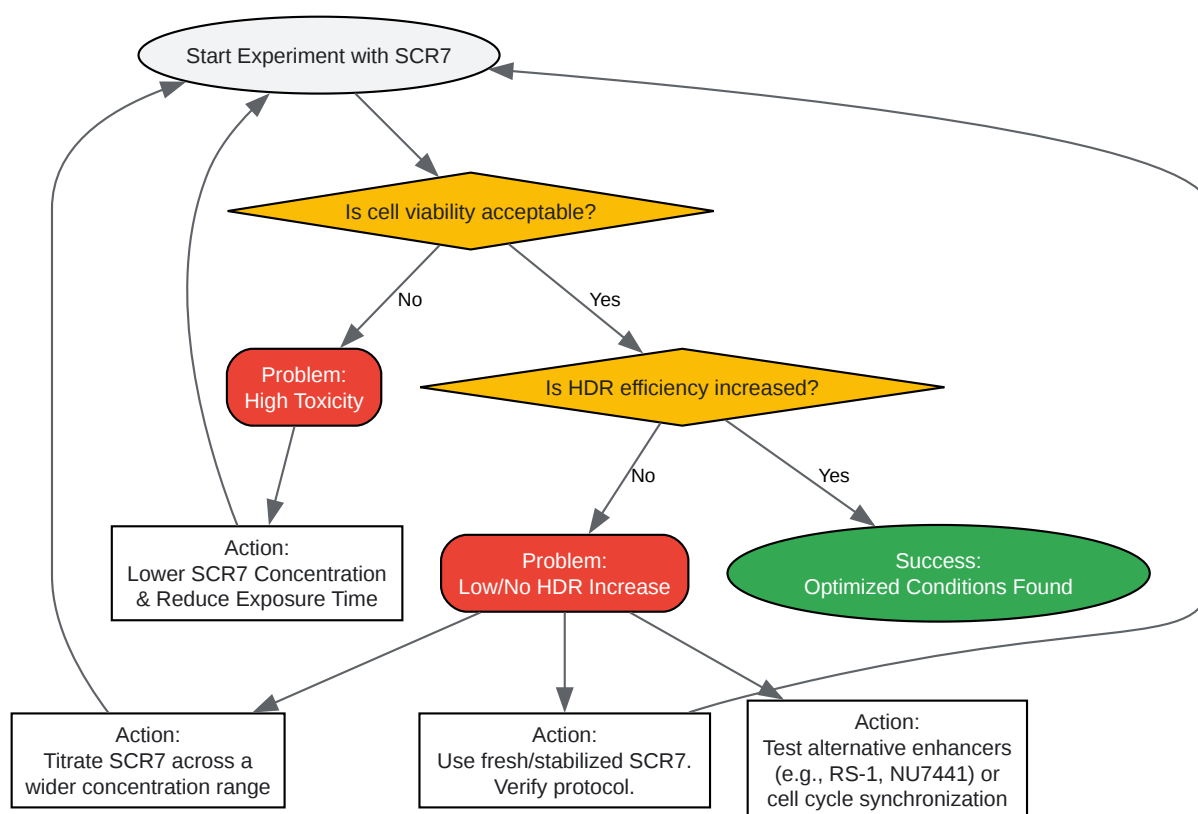 Start Experiment with SCR7
Is cell viability acceptable?
No
Yes
Problem:
High Toxicity
Is HDR efficiency increased?
No
Yes
Action:
Lower SCR7 Concentration
& Reduce Exposure Time
Problem:
Low/No HDR Increase
Success:
Optimized Conditions Found
Action:
Titrate SCR7 across a
wider concentration range
Action:
Use fresh/stabilized SCR7.
Verify protocol.
Action:
Test alternative enhancers
(e.g., RS-1, NU7441) or
cell cycle synchronization